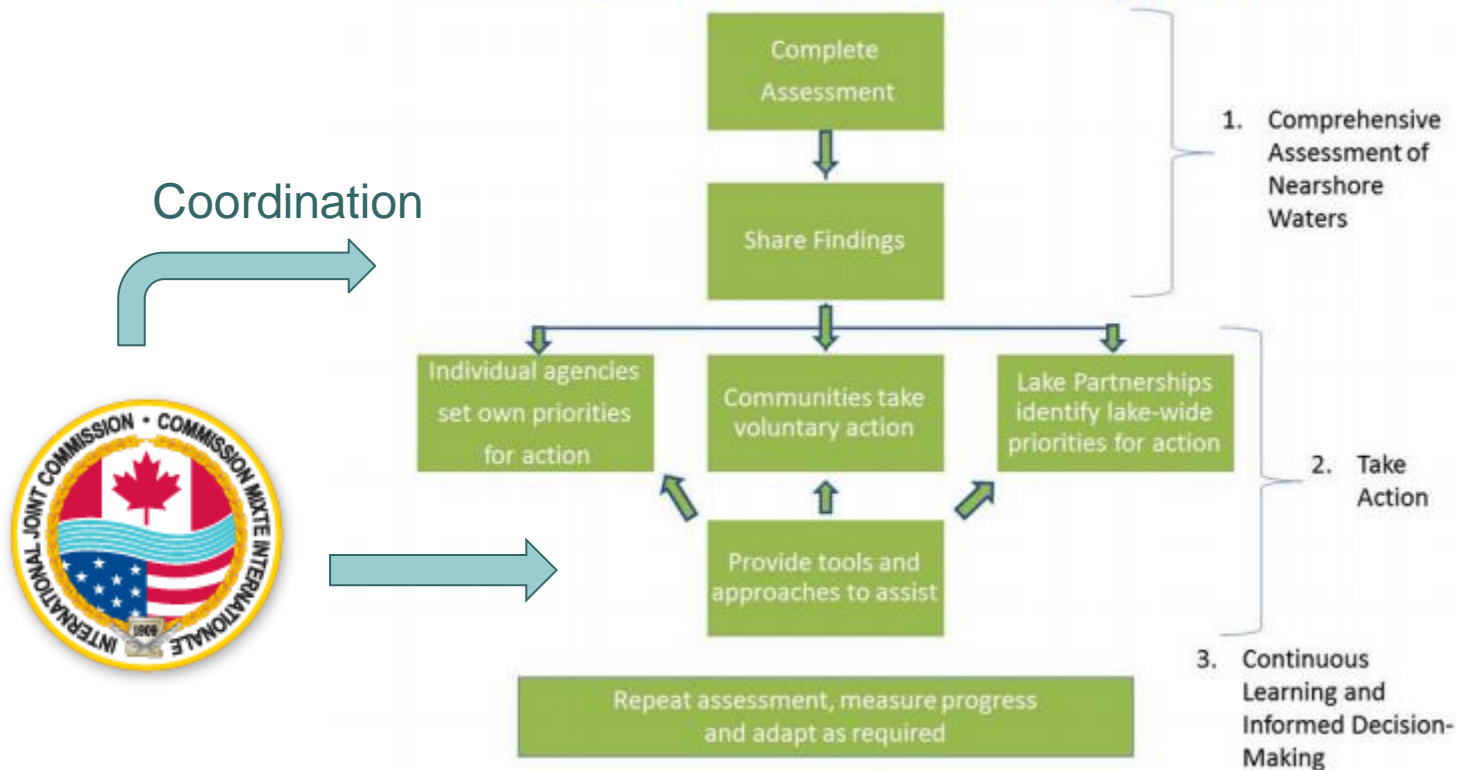 Complete
Assessment
1. Comprehensive
Assessment of
Nearshore
Waters
Coordination
Share Findings
Individual agencies
set own priorities
for action
Communities take
voluntary action
Lake Partnerships
identify lake-wide
priorities for action
2. Take
Action
INTERNATIONAL JOINT COMMISSION • COMMISSION MIXTE INTERNATIONALE
1909
Provide tools and
approaches to assist
3. Continuous
Learning and
Informed Decision-
Making
Repeat assessment, measure progress
and adapt as required